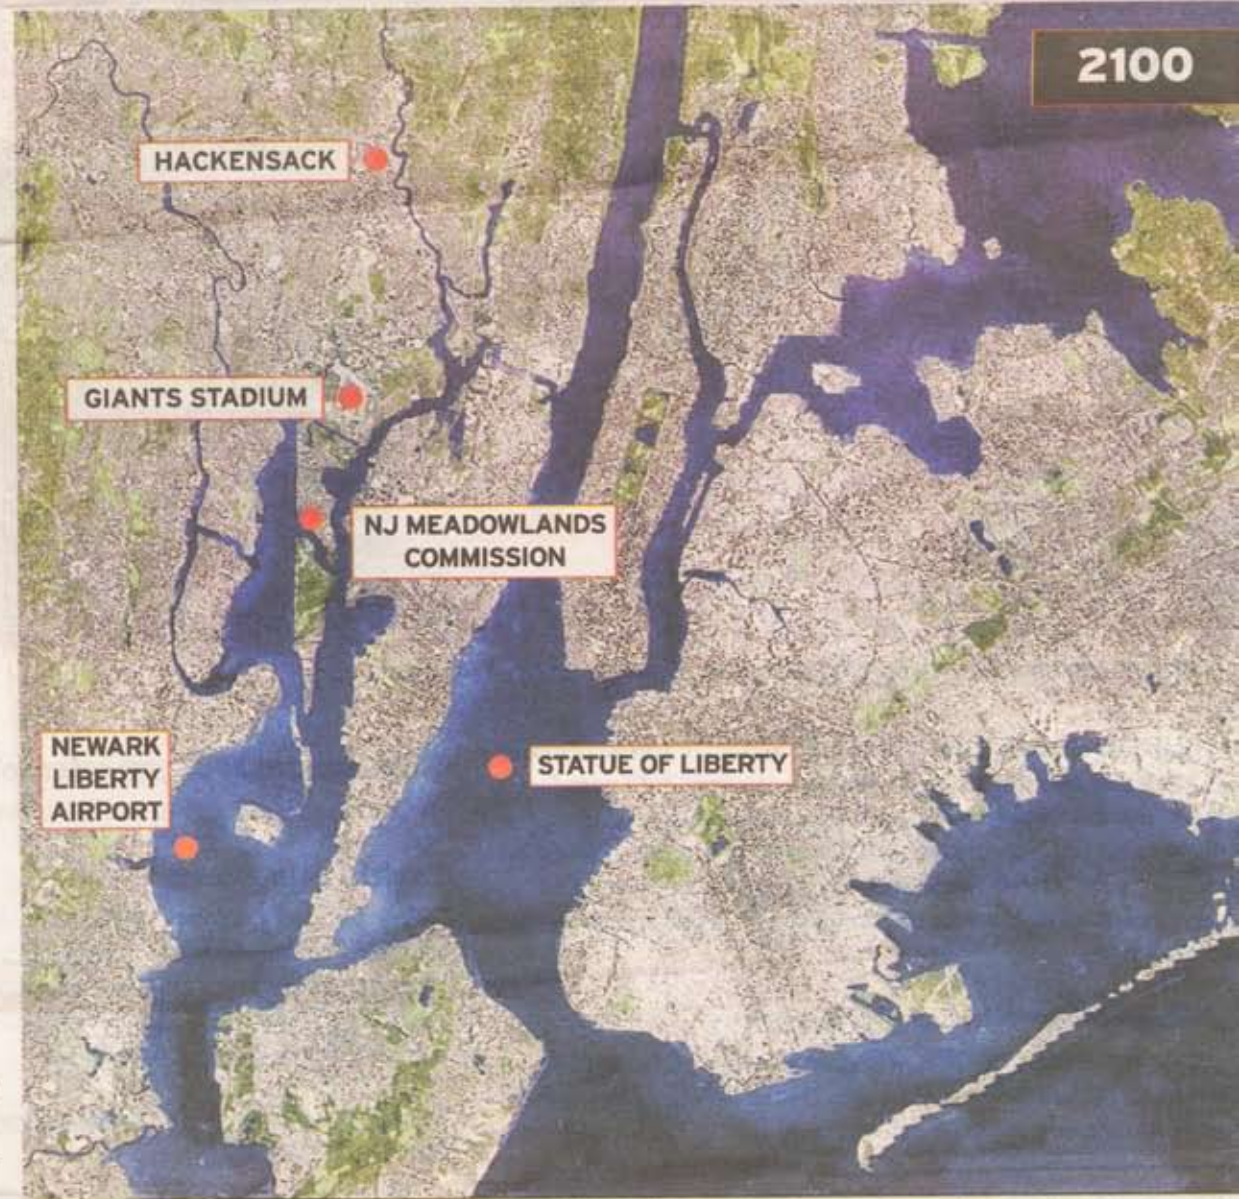 2100
HACKENSACK
GIANTS STADIUM
NJ MEADOWLANDS
COMMISSION
NEWARK
LIBERTY
AIRPORT
STATUE OF LIBERTY